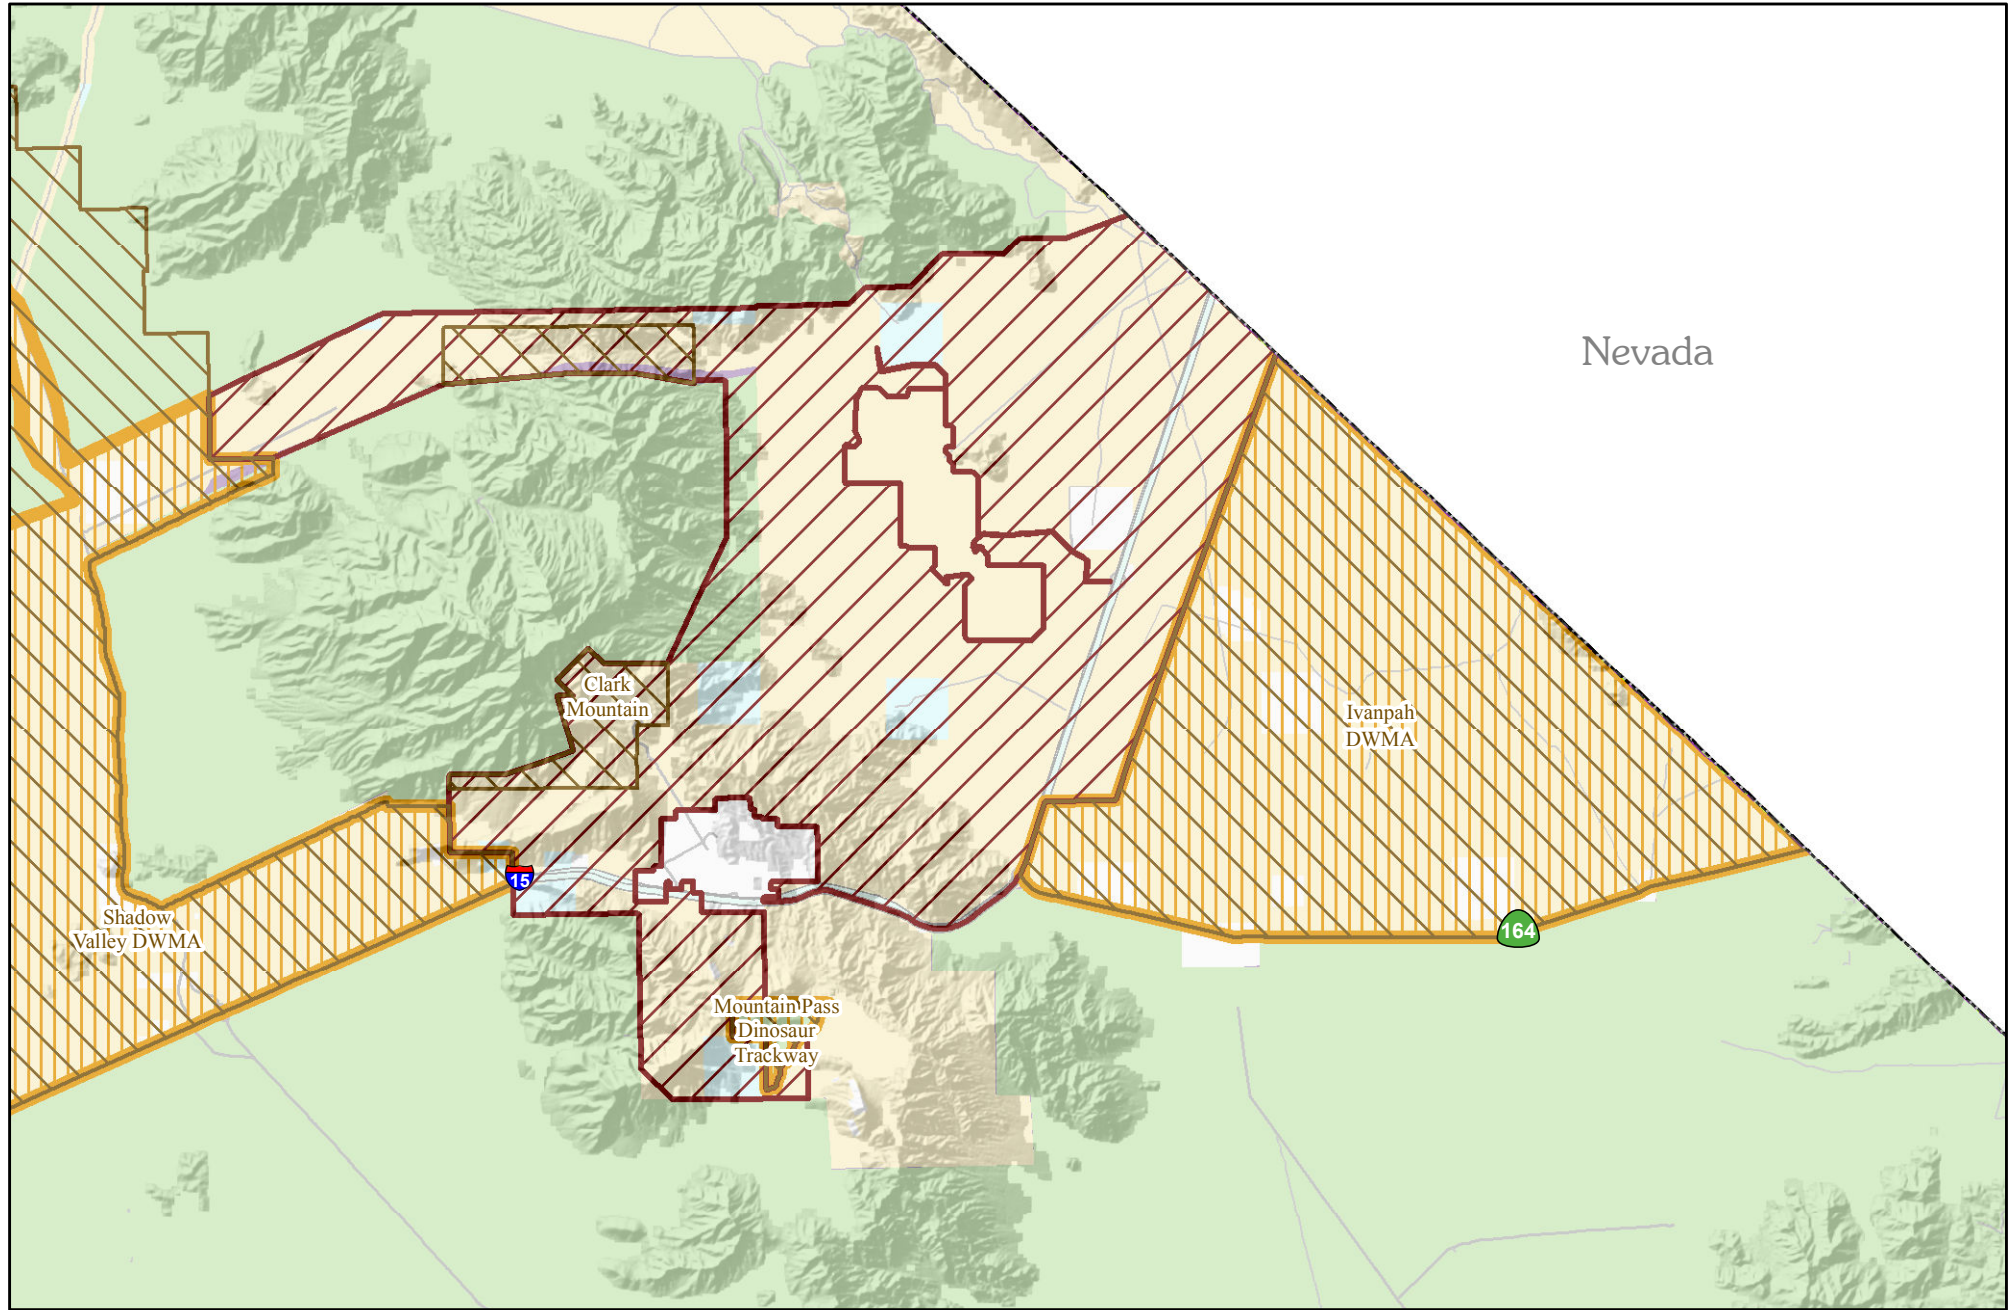 Nevada
Clark
Mountain
Ivanpah
DWMA
15
Shadow
Valley DWMA
164
Mountain Pass
Dinosaur
Trackway